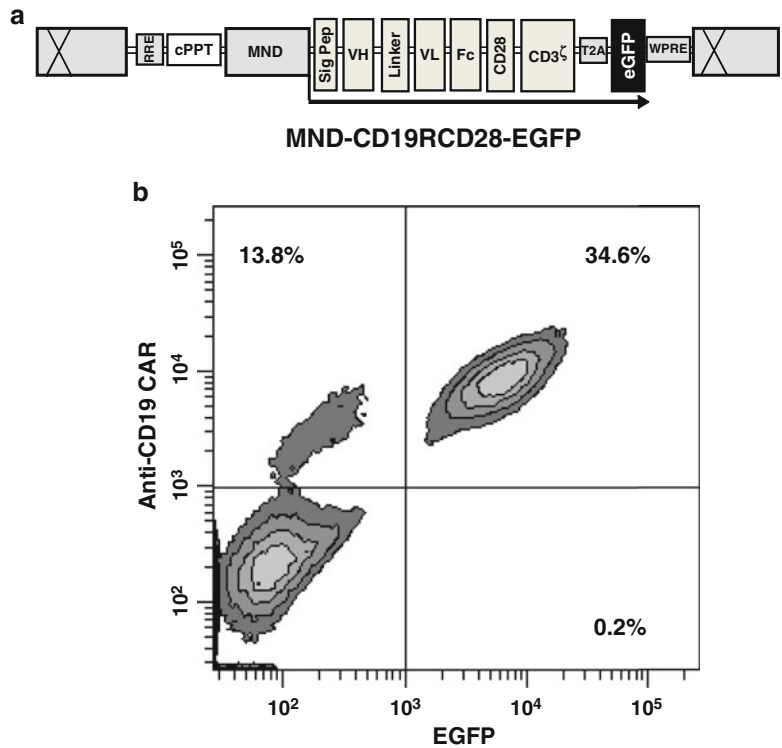 a
RRE cPPT MND Sig Pep VH Linker VL Fc CD28 CD3ζ T2A eGFP WPRE
MND-CD19RCD28-EGFP
b
13.8% 34.6%
0.2%
Anti-CD19 CAR
10⁵
10⁴
10³
10²
10² 10³ 10⁴ 10⁵
EGFP